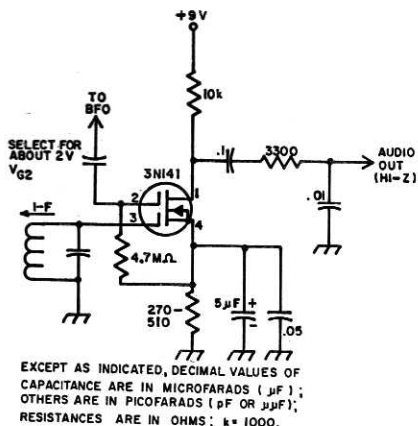 +9V
10k
TO
BFO
SELECT FOR
ABOUT 2V
VG2
3N141
.1
3300
AUDIO
OUT
(HI-Z)
.01
1
2
3
4
I-F
4.7MΩ
270-
510
5µF
+
-
.05
EXCEPT AS INDICATED, DECIMAL VALUES OF
CAPACITANCE ARE IN MICROFARADS (µF);
OTHERS ARE IN PICOFARADS (pF OR µµF);
RESISTANCES ARE IN OHMS; k=1000.